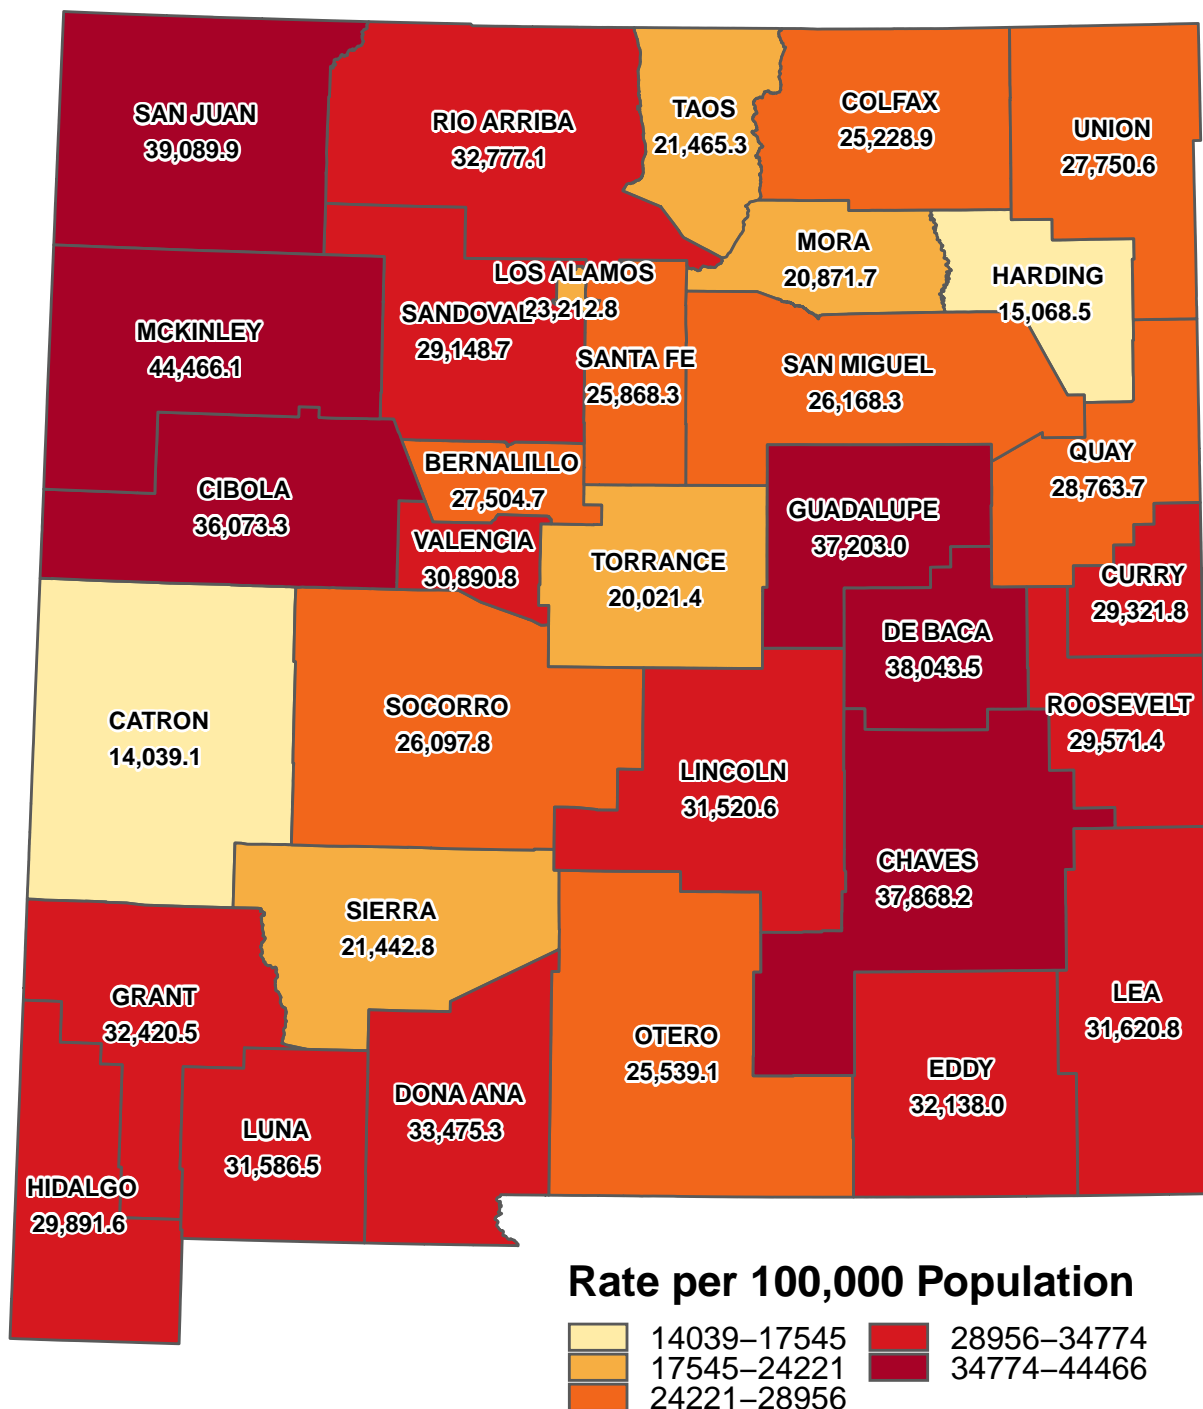 SAN JUAN
39,089.9
RIO ARRIBA
32,777.1
TAOS
21,465.3
COLFAX
25,228.9
UNION
27,750.6
MORA
20,871.7
HARDING
15,068.5
LOS ALAMOS
23,212.8
SANDOVAL
29,148.7
MCKINLEY
44,466.1
SANTA FE
25,868.3
SAN MIGUEL
26,168.3
QUAY
28,763.7
BERNALILLO
27,504.7
CIBOLA
36,073.3
GUADALUPE
37,203.0
VALENCIA
30,890.8
TORRANCE
20,021.4
CURRY
29,321.8
DE BACA
38,043.5
CATRON
14,039.1
SOCORRO
26,097.8
ROOSEVELT
29,571.4
LINCOLN
31,520.6
CHAVES
37,868.2
SIERRA
21,442.8
GRANT
32,420.5
LEA
31,620.8
OTERO
25,539.1
EDDY
32,138.0
DONA ANA
33,475.3
LUNA
31,586.5
HIDALGO
29,891.6
Rate per 100,000 Population
14039–17545
17545–24221
24221–28956
28956–34774
34774–44466